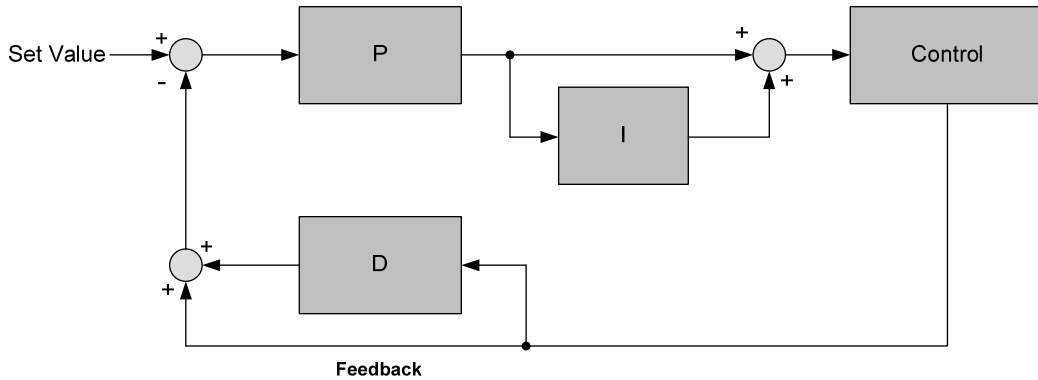 +
Set Value
-
P
+
+
I
Control
+
+
D
Feedback